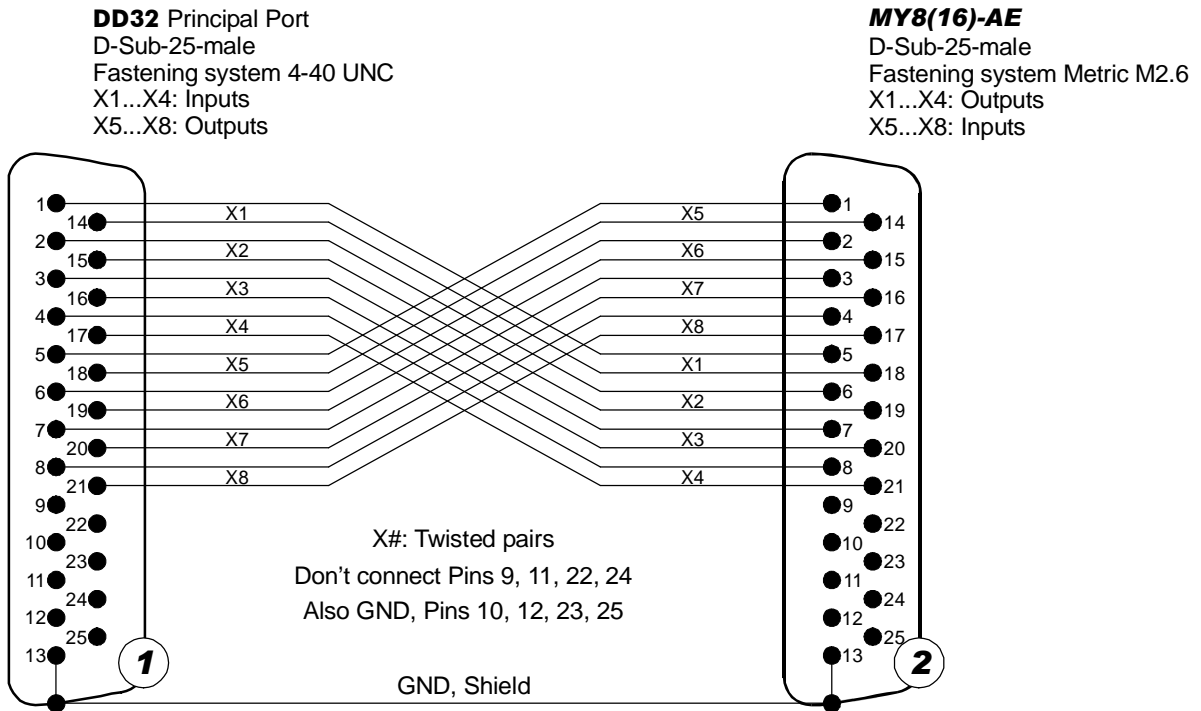 DD32 Principal Port
D-Sub-25-male
Fastening system 4-40 UNC
X1...X4: Inputs
X5...X8: Outputs
MY8(16)-AE
D-Sub-25-male
Fastening system Metric M2.6
X1...X4: Outputs
X5...X8: Inputs
1
14
2
15
3
16
4
17
5
18
6
19
7
20
8
21
9
22
10
23
11
24
12
25
13
1
X1
X2
X3
X4
X5
X6
X7
X8
X5
X6
X7
X8
X1
X2
X3
X4
1
14
2
15
3
16
4
17
5
18
6
19
7
20
8
21
9
22
10
23
11
24
12
25
13
2
X#: Twisted pairs
Don't connect Pins 9, 11, 22, 24
Also GND, Pins 10, 12, 23, 25
GND, Shield